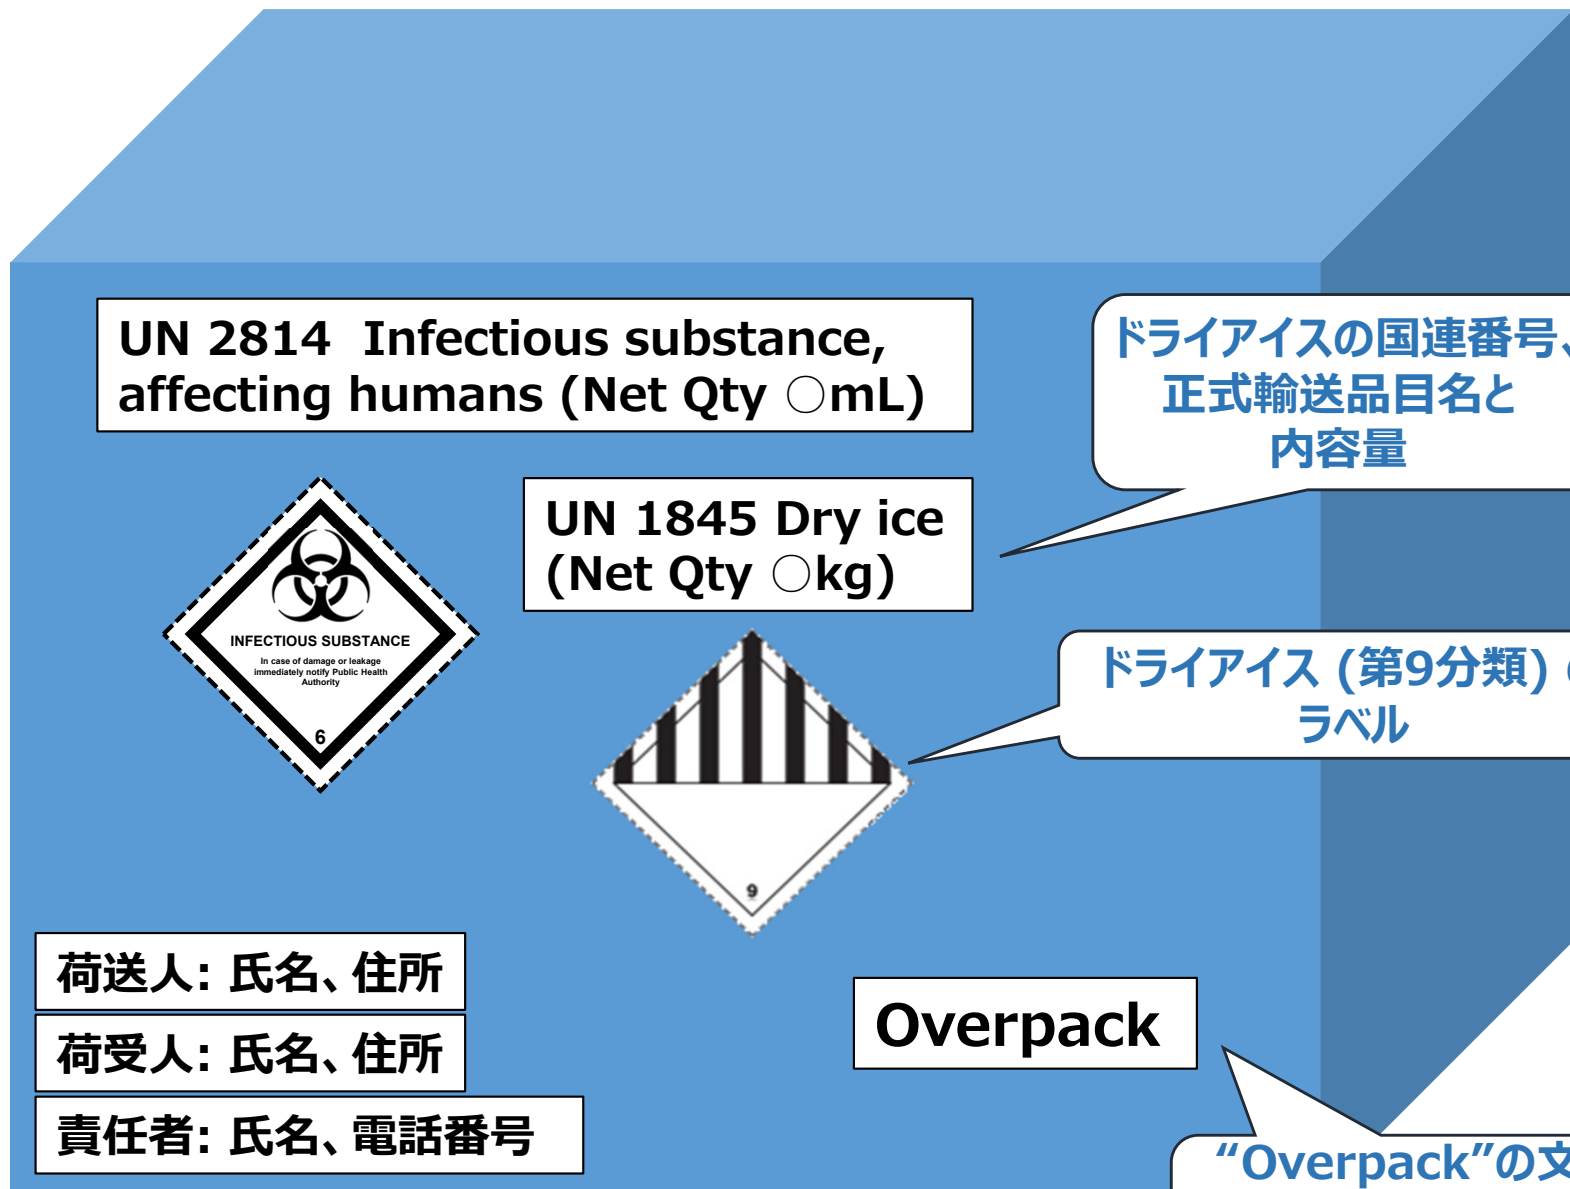 UN 2814 Infectious substance,
affecting humans (Net Qty ○mL)
ドライアイスの国連番号、
正式輸送品目名と
内容量
UN 1845 Dry ice
(Net Qty ○kg)
INFECTIOUS SUBSTANCE
In case of damage or leakage
immediately notify Public Health
Authority
6
ドライアイス (第9分類)
ラベル
9
荷送人: 氏名、住所
荷受人: 氏名、住所
責任者: 氏名、電話番号
Overpack
“Overpack”の文